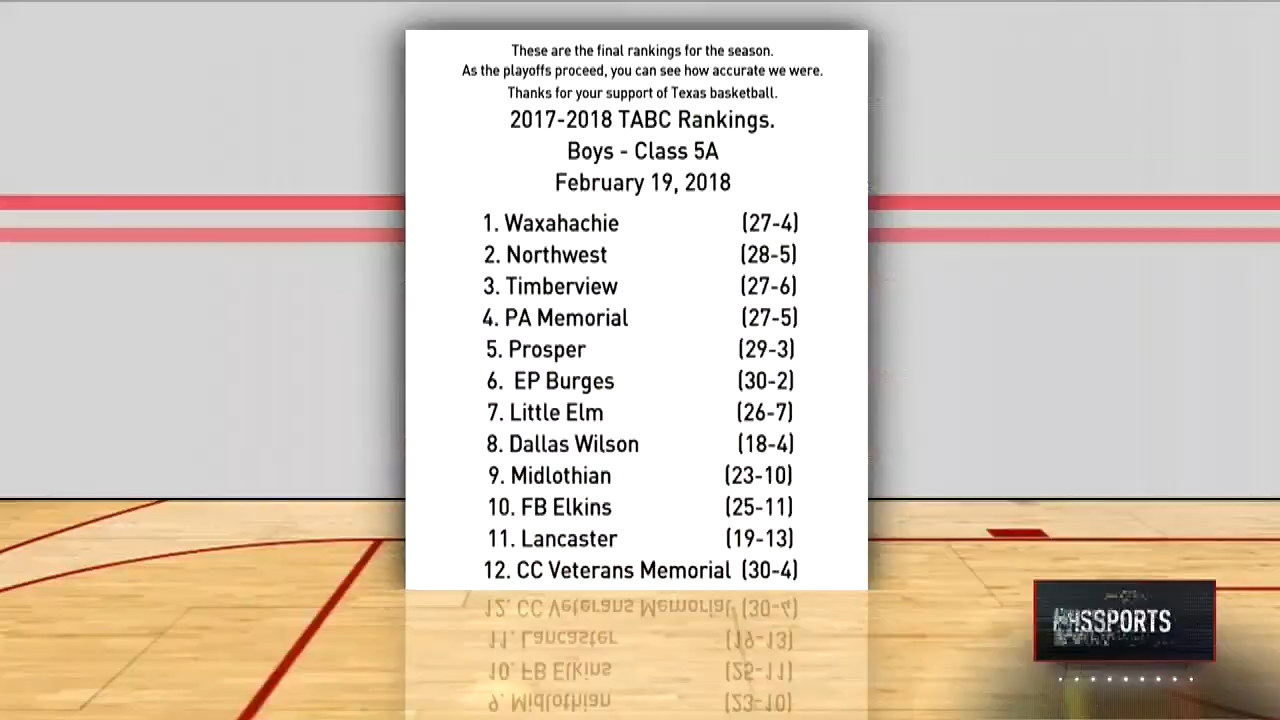 These are the final rankings for the season.
As the playoffs proceed, you can see how accurate we were.
Thanks for your support of Texas basketball.
2017-2018 TABC Rankings.
Boys - Class 5A
February 19, 2018
1. Waxahachie (27-4)
2. Northwest (28-5)
3. Timberview (27-6)
4. PA Memorial (27-5)
5. Prosper (29-3)
6. EP Burges (30-2)
7. Little Elm (26-7)
8. Dallas Wilson (18-4)
9. Midlothian (23-10)
10. FB Elkins (25-11)
11. Lancaster (19-13)
12. CC Veterans Memorial (30-4)